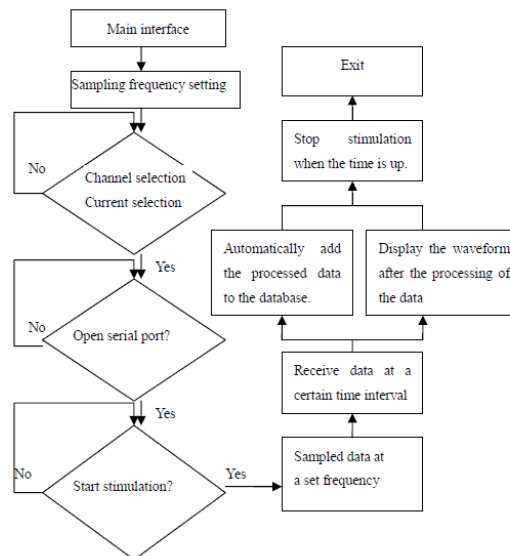 Main interface
Sampling frequency setting
No
Channel selection
Current selection
Yes
No
Open serial port?
Yes
No
Start stimulation?
Yes
Sampled data at
a set frequency
Receive data at a
certain time interval
Automatically add
the processed data
to the database.
Display the waveform
after the processing of
the data
Stop stimulation
when the time is up.
Exit